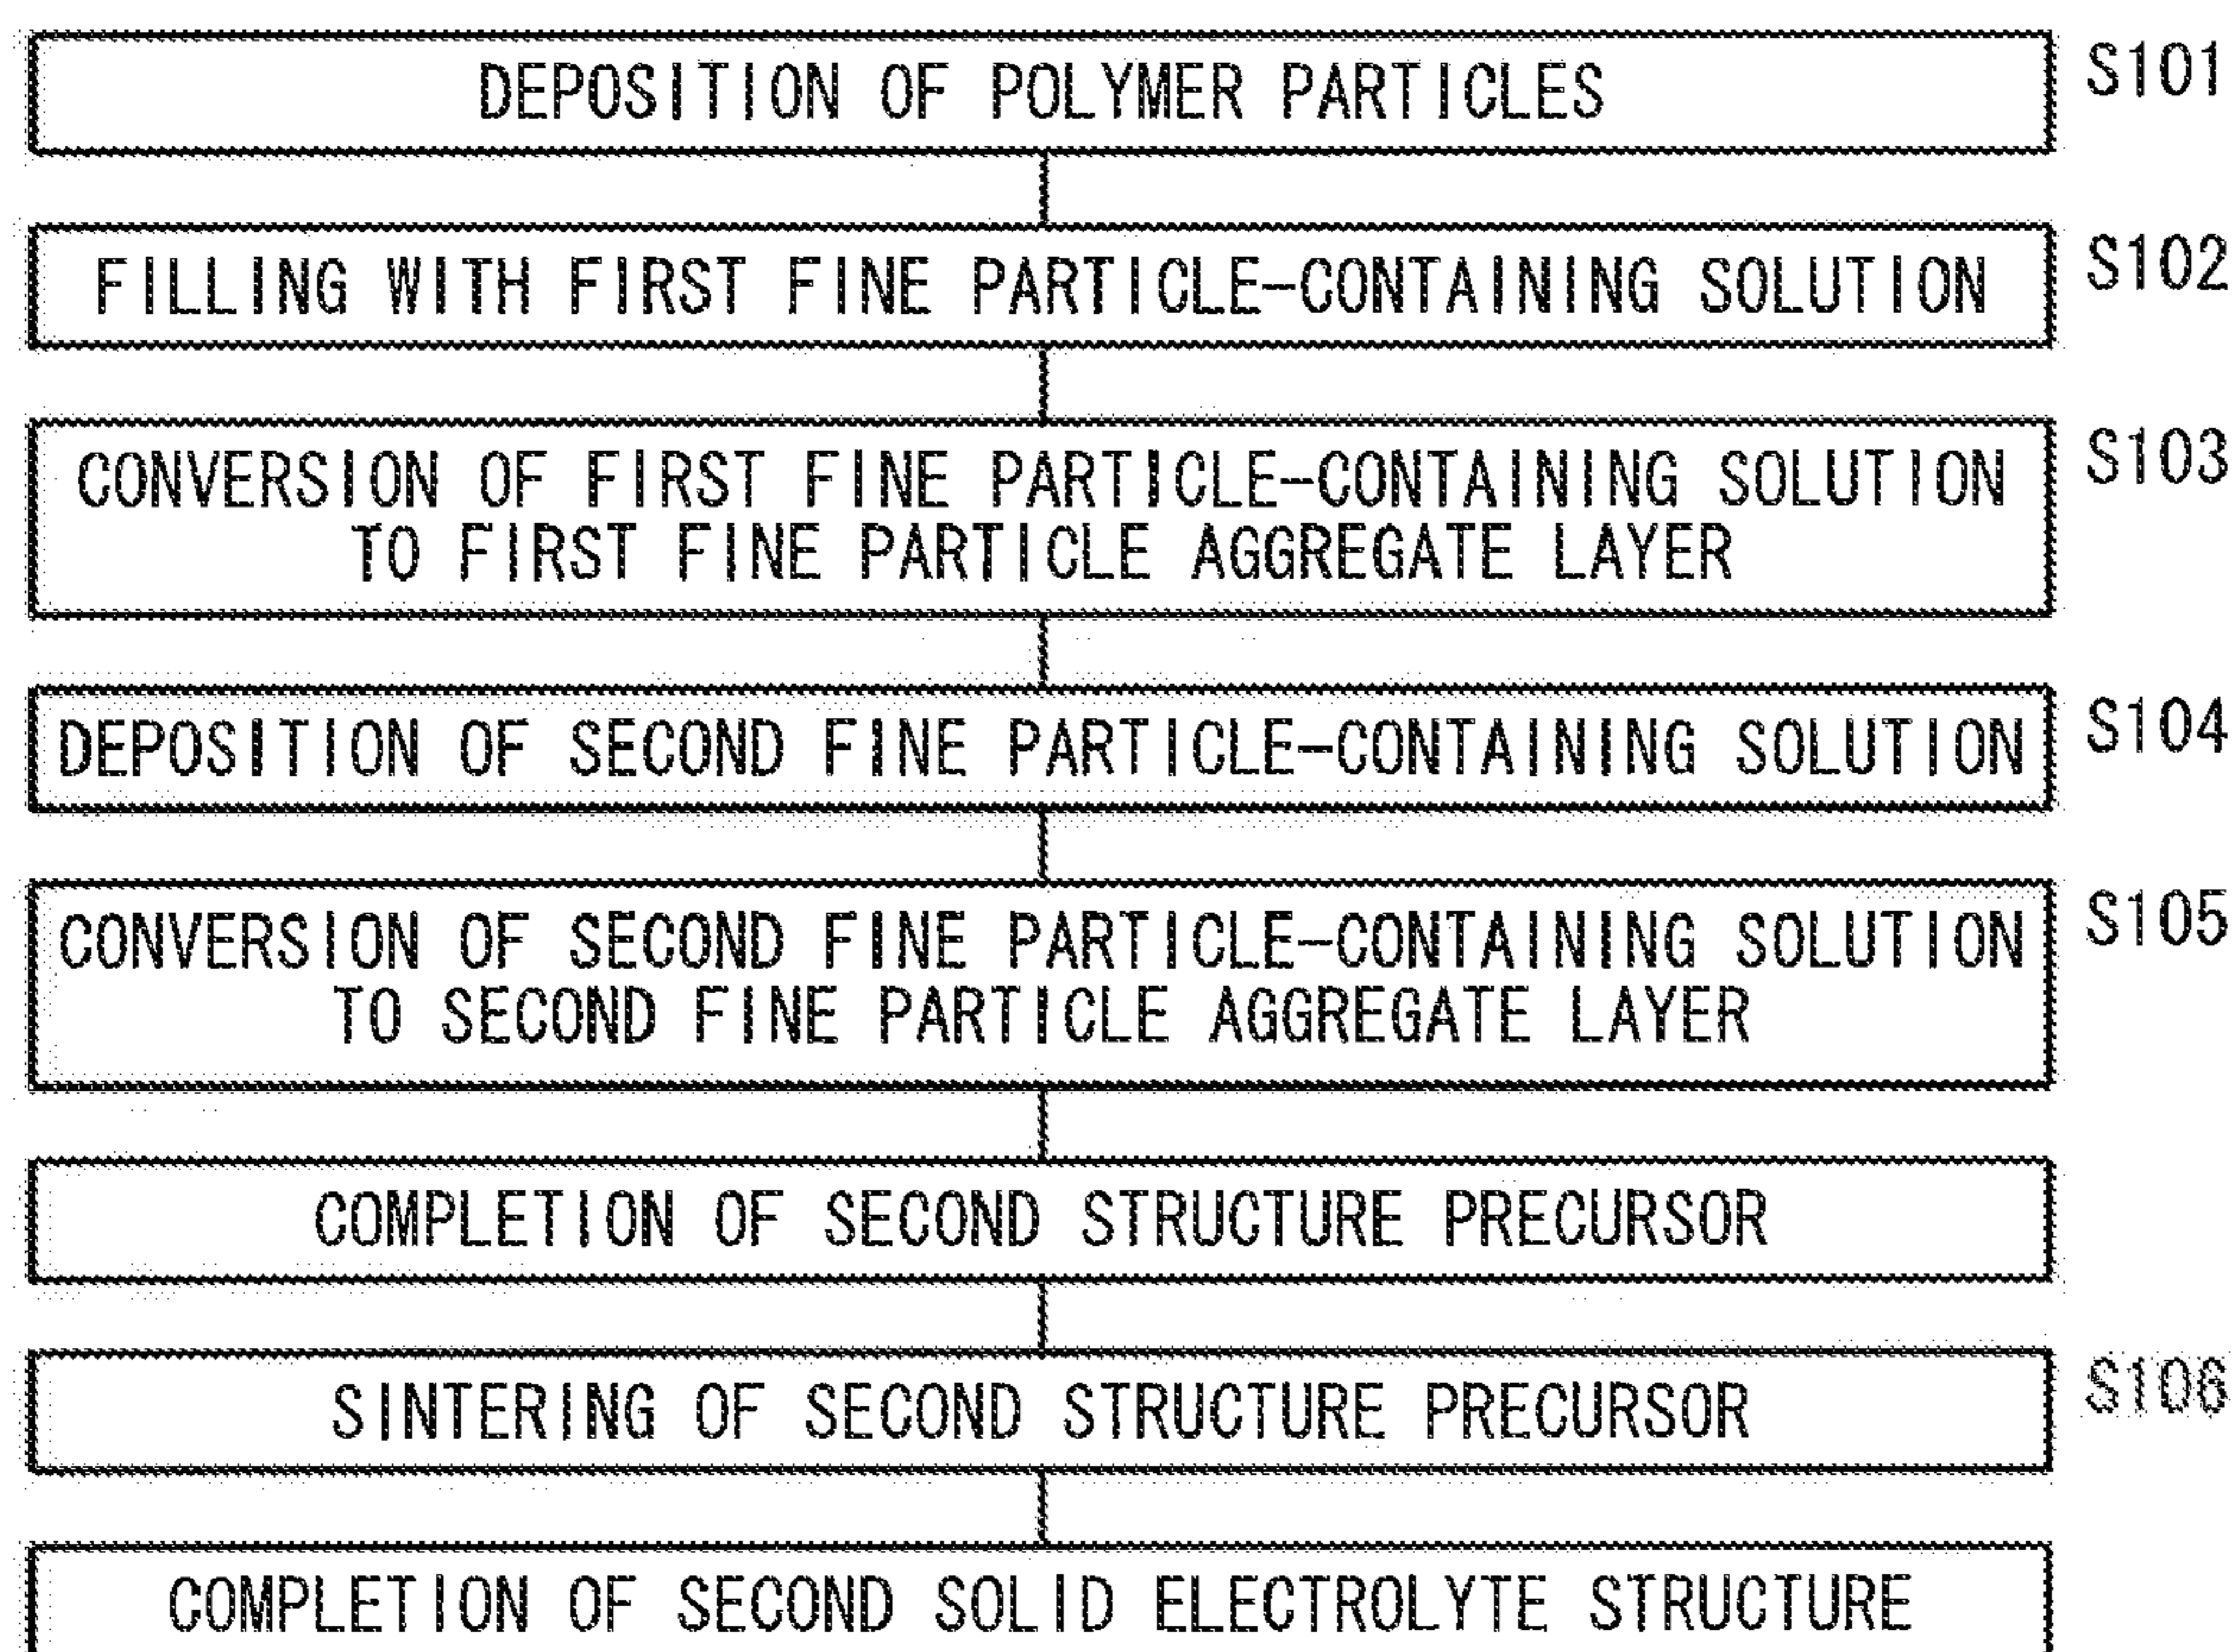 DEPOSITION OF POLYMER PARTICLES S101
FILLING WITH FIRST FINE PARTICLE-CONTAINING SOLUTION S102
CONVERSION OF FIRST FINE PARTICLE-CONTAINING SOLUTION S103
TO FIRST FINE PARTICLE AGGREGATE LAYER
DEPOSITION OF SECOND FINE PARTICLE-CONTAINING SOLUTION S104
CONVERSION OF SECOND FINE PARTICLE-CONTAINING SOLUTION S105
TO SECOND FINE PARTICLE AGGREGATE LAYER
COMPLETION OF SECOND STRUCTURE PRECURSOR
SINTERING OF SECOND STRUCTURE PRECURSOR S106
COMPLETION OF SECOND SOLID ELECTROLYTE STRUCTURE